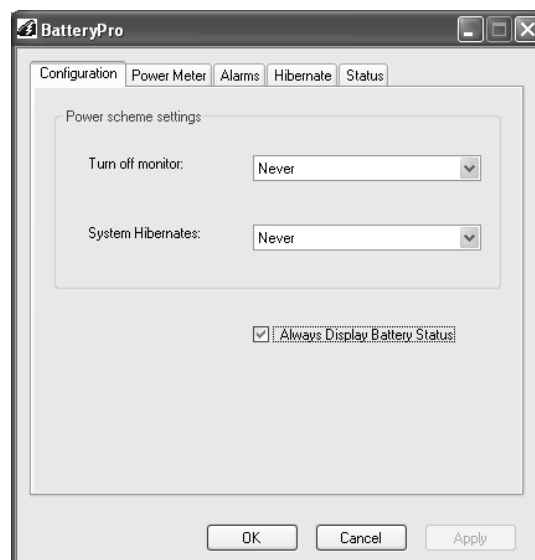 BatteryPro
Configuration Power Meter Alarms Hibernate Status
Power scheme settings
Turn off monitor: Never
System Hibernates: Never
Always Display Battery Status
OK Cancel Apply